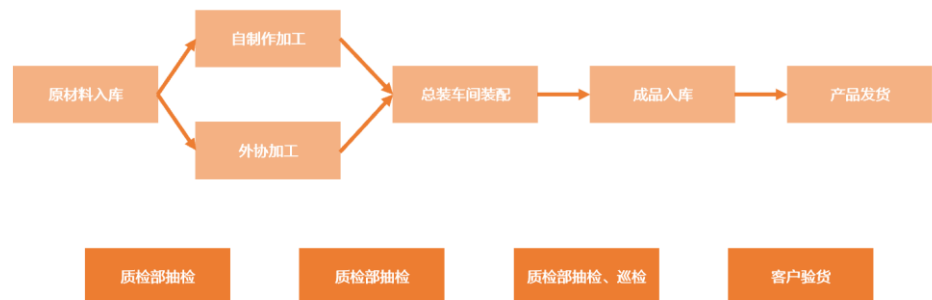 自制作加工
原材料入库
总装车间装配
成品入库
产品发货
外协加工
质检部抽检
质检部抽检
质检部抽检、巡检
客户验货